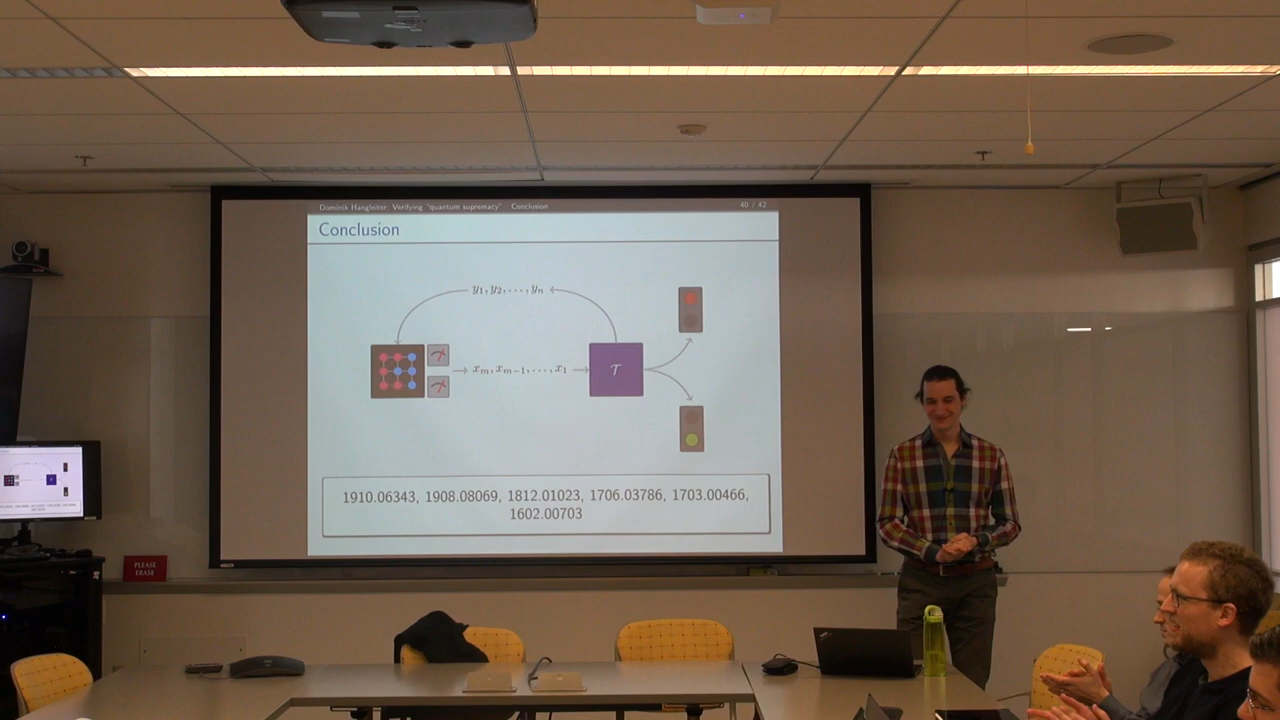 Dominik Hangleiter: Verifying "quantum supremacy" Conclusion 40 / 42
Conclusion
y₁, y₂, . . . , yₙ
xₘ, xₘ₋₁, . . . , x₁
𝒯
1910.06343, 1908.08069, 1812.01023, 1706.03786, 1703.00466,
1602.00703
PLEASE
ERASE